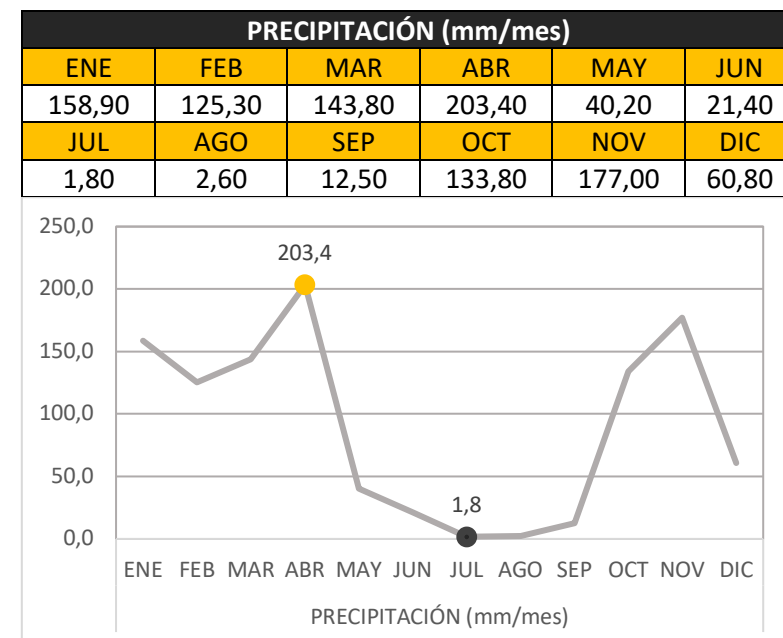 PRECIPITACIÓN (mm/mes)
ENE FEB MAR ABR MAY JUN
158,90 125,30 143,80 203,40 40,20 21,40
JUL AGO SEP OCT NOV DIC
1,80 2,60 12,50 133,80 177,00 60,80
250,0
203,4
200,0
150,0
100,0
50,0
1,8
0,0
ENE FEB MAR ABR MAY JUN JUL AGO SEP OCT NOV DIC
PRECIPITACIÓN (mm/mes)